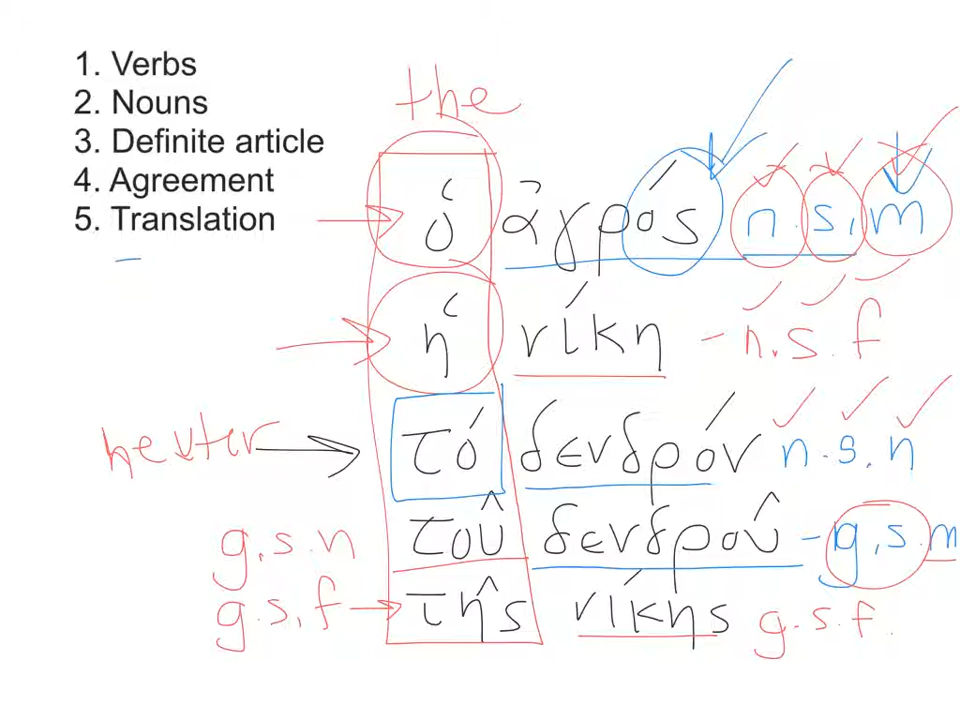 1. Verbs
2. Nouns
3. Definite article
4. Agreement
5. Translation
the
ὁ ἀγρός n.s.m
ἡ νίκη - n.s.f
neuter τό δενδρόν n.s.n
g.s.n τοῦ δενδροῦ - g.s.m
g.s.f τῆς νίκης g.s.f.